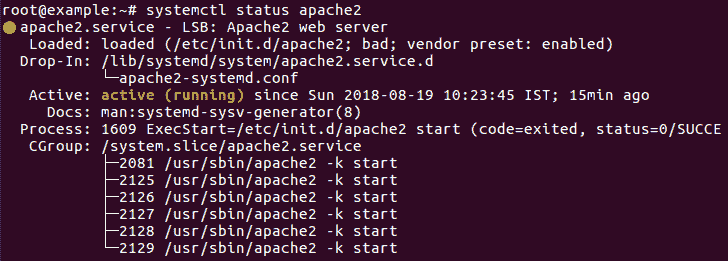 root@example:~# systemctl status apache2
● apache2.service - LSB: Apache2 web server
   Loaded: loaded (/etc/init.d/apache2; bad; vendor preset: enabled)
  Drop-In: /lib/systemd/system/apache2.service.d
           └─apache2-systemd.conf
   Active: active (running) since Sun 2018-08-19 10:23:45 IST; 15min ago
     Docs: man:systemd-sysv-generator(8)
  Process: 1609 ExecStart=/etc/init.d/apache2 start (code=exited, status=0/SUCCE
   CGroup: /system.slice/apache2.service
           ├─2081 /usr/sbin/apache2 -k start
           ├─2125 /usr/sbin/apache2 -k start
           ├─2126 /usr/sbin/apache2 -k start
           ├─2127 /usr/sbin/apache2 -k start
           ├─2128 /usr/sbin/apache2 -k start
           └─2129 /usr/sbin/apache2 -k start